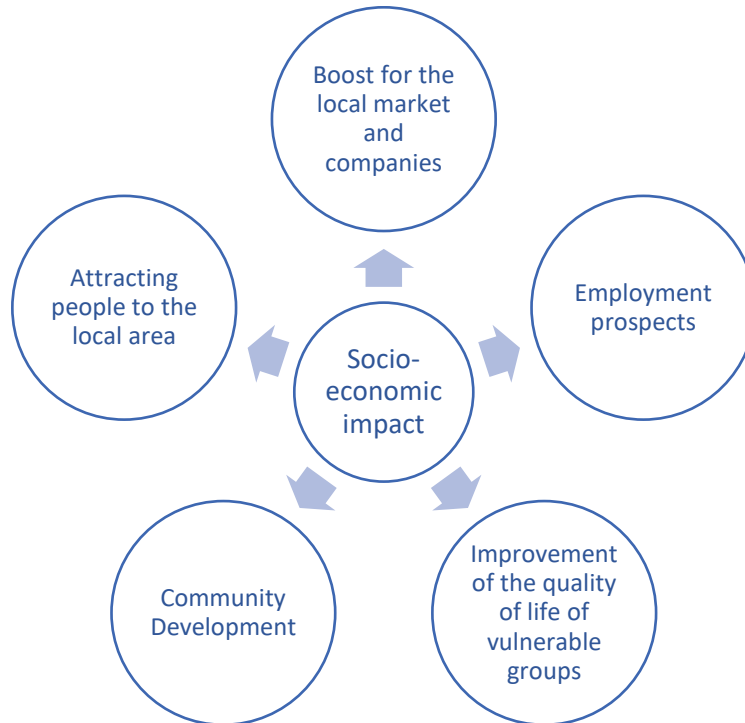 Boost for the
local market
and
companies
Attracting
people to the
local area
Employment
prospects
Socio-
economic
impact
Community
Development
Improvement
of the quality
of life of
vulnerable
groups